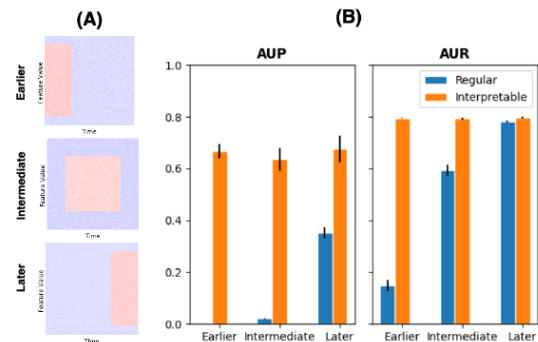 (A)
Earlier
Feature Value
Time
Intermediate
Feature Value
Time
Later
Feature Value
Time
(B)
AUP
1.0
0.8
0.6
0.4
0.2
0.0
Earlier Intermediate Later
AUR
Regular
Interpretable
Earlier Intermediate Later